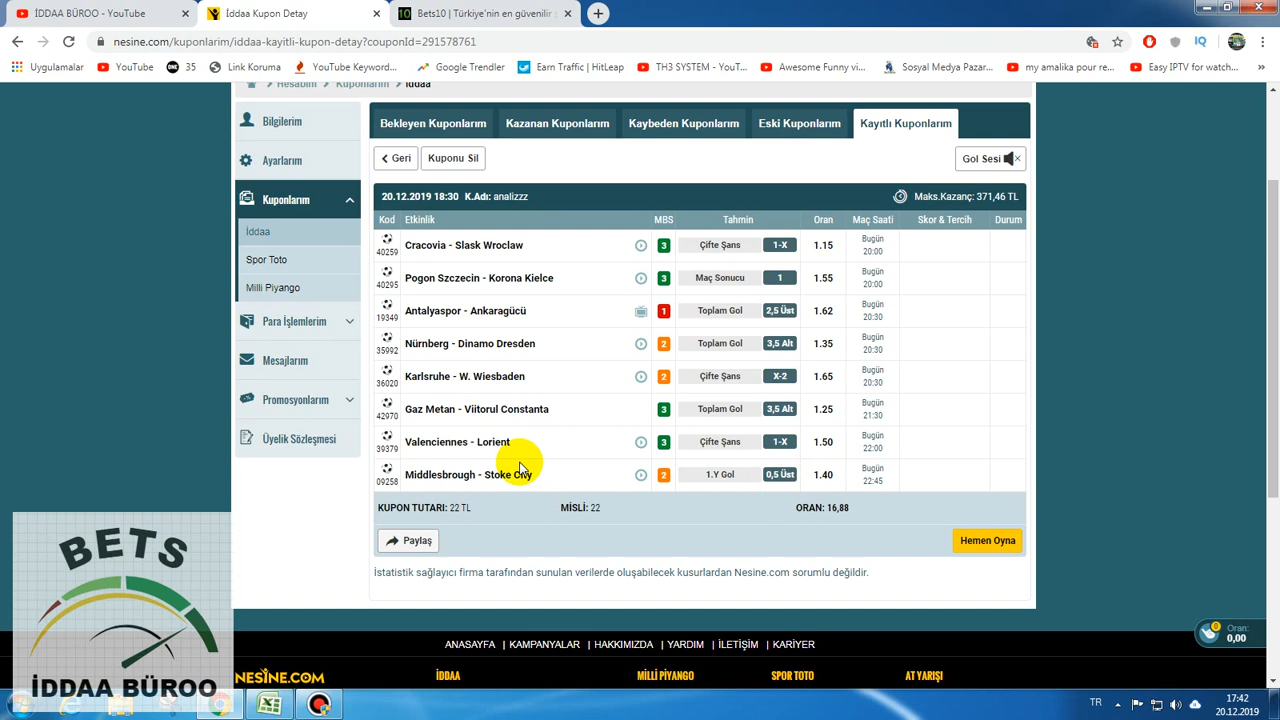 İDDAA BÜROO - YouTube
İddaa Kupon Detay
Bets10 | Türkiye'nin en güvenilir s
nesine.com/kuponlarim/iddaa-kayitli-kupon-detay?couponId=291578761
Uygulamalar
YouTube
35
Link Koruma
YouTube Keyword...
Google Trendler
Earn Traffic | HitLeap
TH3 SYSTEM - YouT...
Awesome Funny vi...
Sosyal Medya Pazar...
my amalika pour re...
Easy IPTV for watch...
Hesabım > Kuponlarım > İddaa
Bilgilerim
Ayarlarım
Kuponlarım
İddaa
Spor Toto
Milli Piyango
Para İşlemlerim
Mesajlarım
Promosyonlarım
Üyelik Sözleşmesi
Bekleyen Kuponlarım
Kazanan Kuponlarım
Kaybeden Kuponlarım
Eski Kuponlarım
Kayıtlı Kuponlarım
Geri
Kuponu Sil
Gol Sesi
20.12.2019 18:30 K.Adı: analizzz
Maks.Kazanç: 371,46 TL
Kod Etkinlik MBS Tahmin Oran Maç Saati Skor & Tercih Durum
40259 Cracovia - Slask Wroclaw 3 Çifte Şans 1-X 1.15 Bugün 20:00
40295 Pogon Szczecin - Korona Kielce 3 Maç Sonucu 1 1.55 Bugün 20:00
19349 Antalyaspor - Ankaragücü 1 Toplam Gol 2,5 Üst 1.62 Bugün 20:30
35992 Nürnberg - Dinamo Dresden 2 Toplam Gol 3,5 Alt 1.35 Bugün 20:30
36020 Karlsruhe - W. Wiesbaden 2 Çifte Şans X-2 1.65 Bugün 20:30
42970 Gaz Metan - Viitorul Constanta 3 Toplam Gol 3,5 Alt 1.25 Bugün 21:30
39379 Valenciennes - Lorient 3 Çifte Şans 1-X 1.50 Bugün 22:00
09258 Middlesbrough - Stoke City 2 1.Y Gol 0,5 Üst 1.40 Bugün 22:45
KUPON TUTARI: 22 TL MİSLİ: 22 ORAN: 16,88
Paylaş
Hemen Oyna
İstatistik sağlayıcı firma tarafından sunulan verilerde oluşabilecek kusurlardan Nesine.com sorumlu değildir.
ANASAYFA | KAMPANYALAR | HAKKIMIZDA | YARDIM | İLETİŞİM | KARİYER
Oran:
0,00
NESİNE.COM
İDDAA
MİLLİ PİYANGO
SPOR TOTO
AT YARIŞI
BETS
İDDAA BÜROO
TR
17:42
20.12.2019